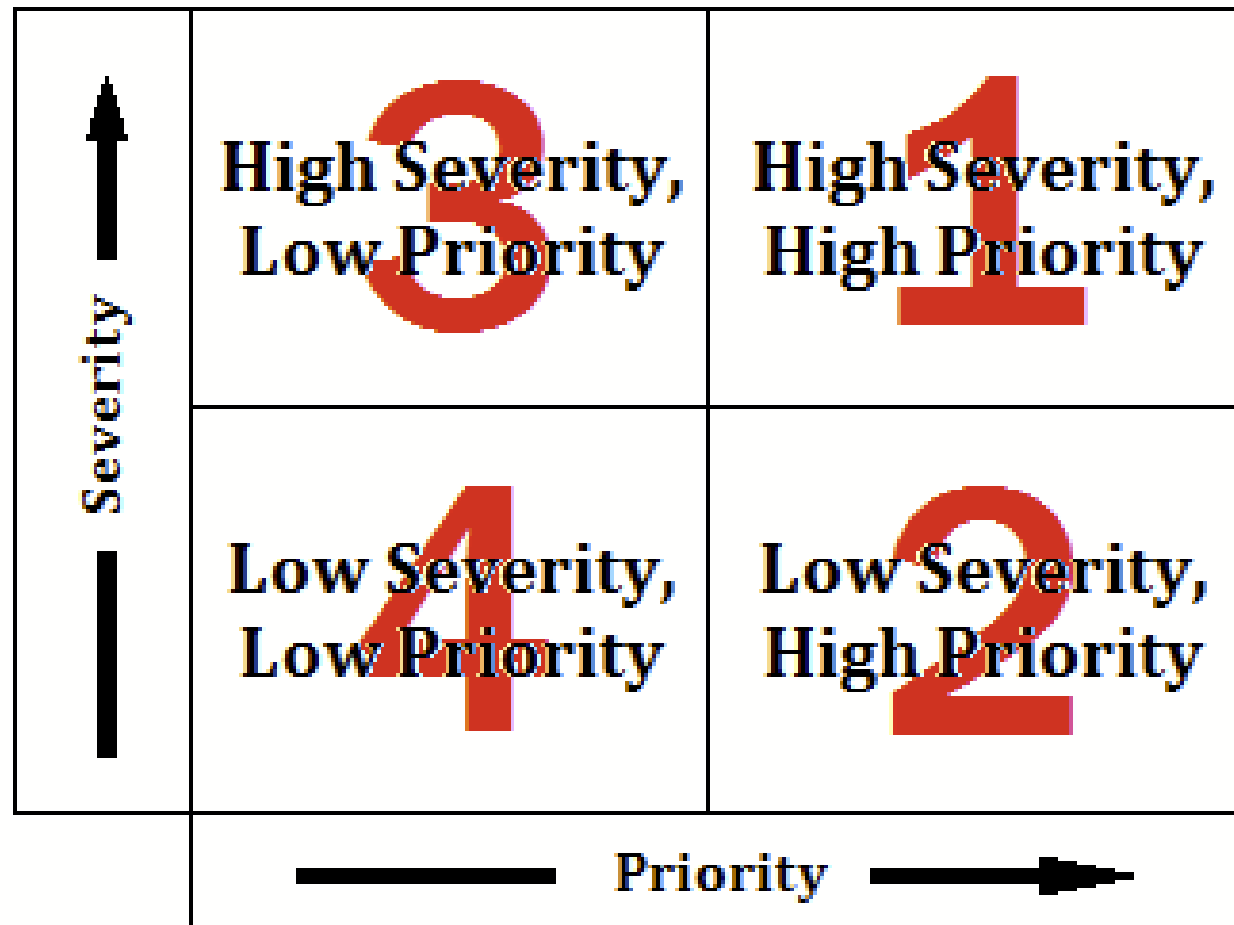 3
High Severity,
Low Priority
1
High Severity,
High Priority
Severity
4
Low Severity,
Low Priority
2
Low Severity,
High Priority
Priority